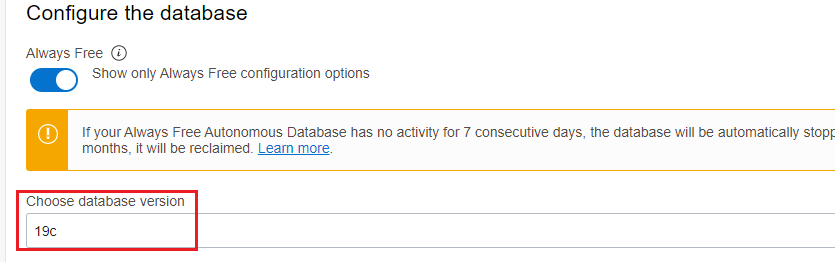 Configure the database
Always Free
Show only Always Free configuration options
If your Always Free Autonomous Database has no activity for 7 consecutive days, the database will be automatically
months, it will be reclaimed. Learn more.
Choose database version
19c